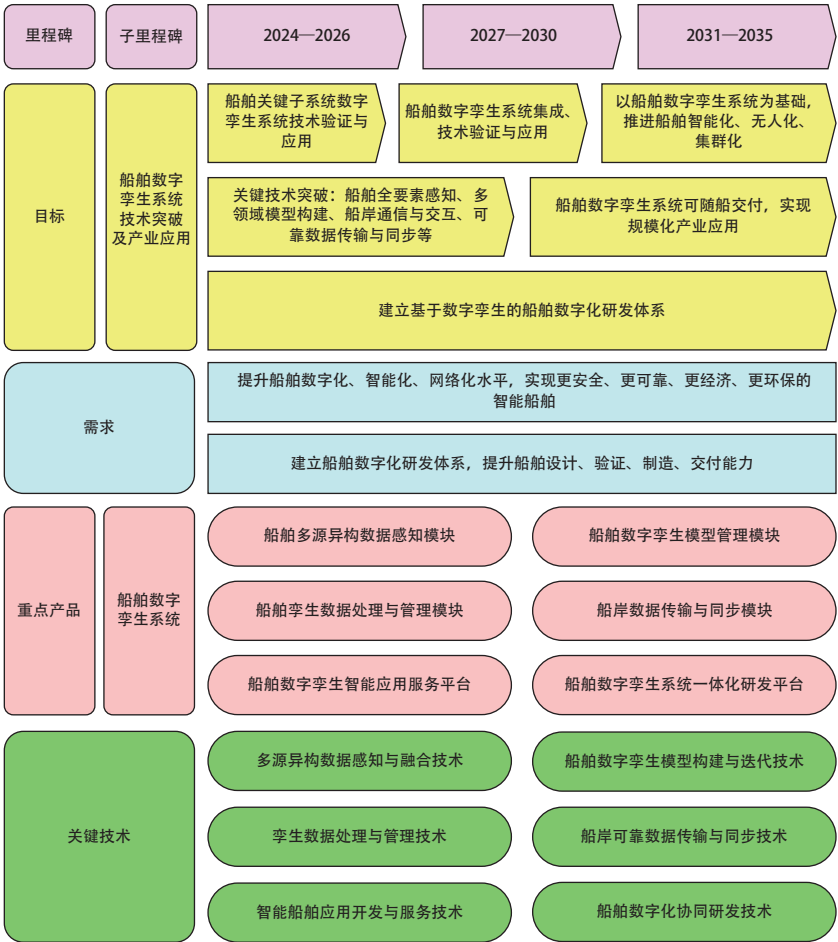 里程碑
子里程碑
2024—2026
2027—2030
2031—2035
目标
船舶数字
孪生系统
技术突破
及产业应用
船舶关键子系统数字
孪生系统技术验证与
应用
船舶数字孪生系统集成、
技术验证与应用
以船舶数字孪生系统为基础，
推进船舶智能化、无人化、
集群化
关键技术突破：船舶全要素感知、多
领域模型构建、船岸通信与交互、可
靠数据传输与同步等
船舶数字孪生系统可随船交付，实现
规模化产业应用
建立基于数字孪生的船舶数字化研发体系
需求
提升船舶数字化、智能化、网络化水平，实现更安全、更可靠、更经济、更环保的
智能船舶
建立船舶数字化研发体系，提升船舶设计、验证、制造、交付能力
重点产品
船舶数字
孪生系统
船舶多源异构数据感知模块
船舶数字孪生模型管理模块
船舶孪生数据处理与管理模块
船岸数据传输与同步模块
船舶数字孪生智能应用服务平台
船舶数字孪生系统一体化研发平台
关键技术
多源异构数据感知与融合技术
船舶数字孪生模型构建与迭代技术
孪生数据处理与管理技术
船岸可靠数据传输与同步技术
智能船舶应用开发与服务技术
船舶数字化协同研发技术